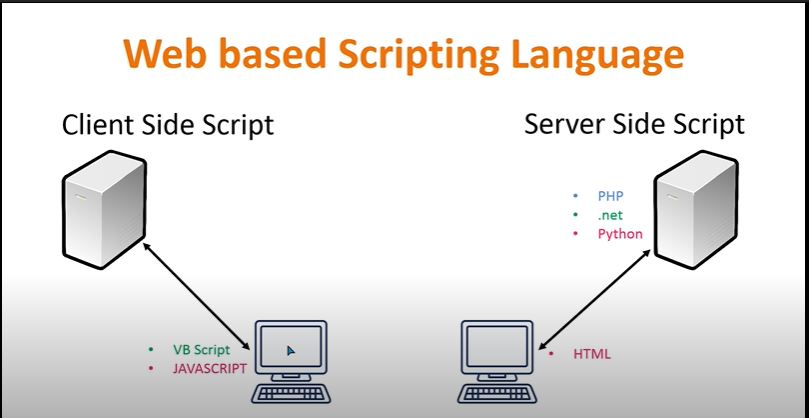 Web based Scripting Language
Client Side Script
Server Side Script
• PHP
• .net
• Python
• VB Script
• JAVASCRIPT
• HTML